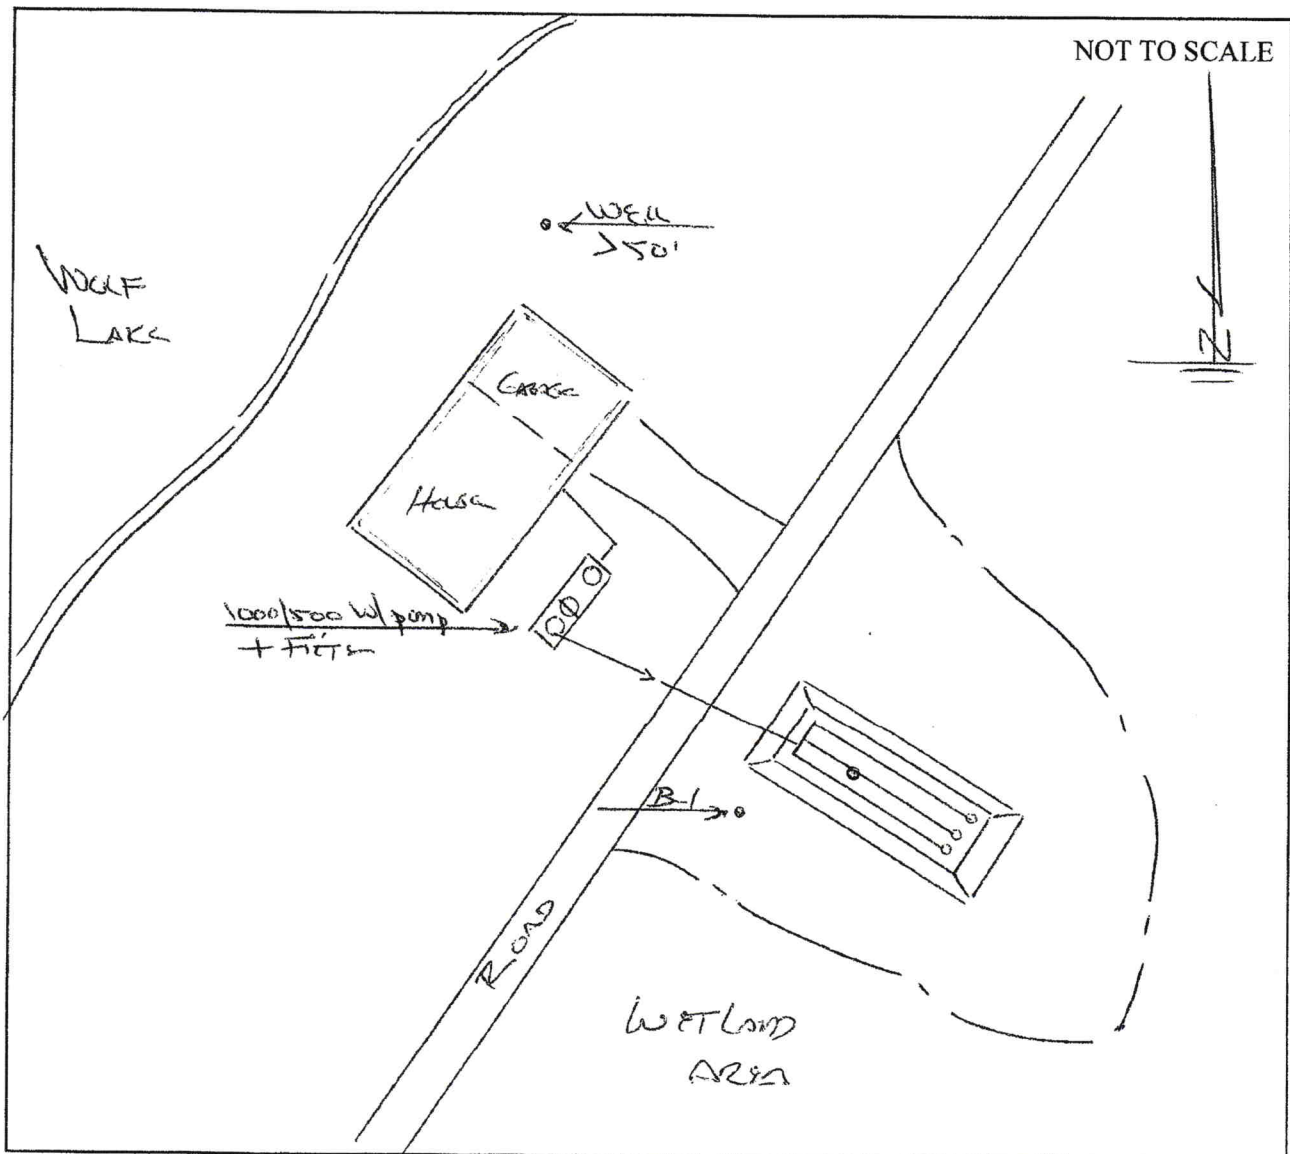 NOT TO SCALE
WELL
>50'
WOLF
LAKE
N
GARAGE
HOUSE
1000/500 W/ pump
+ FILTER
B-1
ROAD
WETLAND
AREA